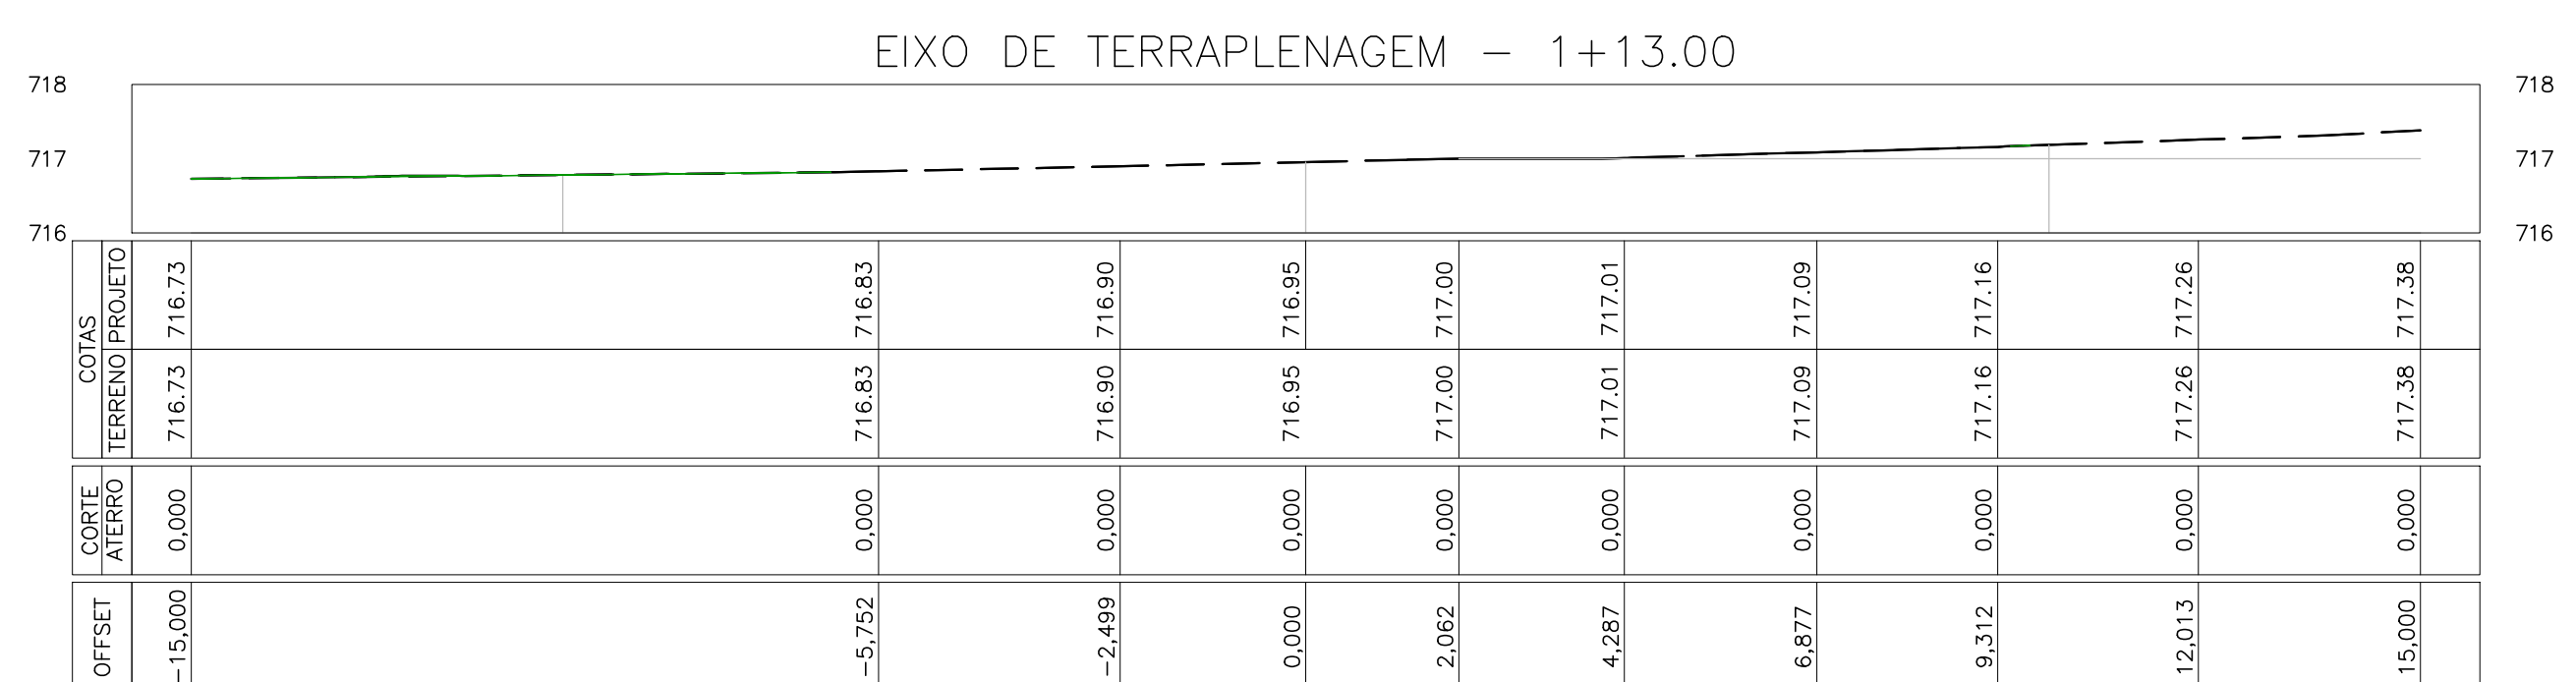 EIXO DE TERRAPLENAGEM - 1+13.00
718 718
717 717
716 716
COTAS
PROJETO 716.73 716.83 716.90 716.95 717.00 717.01 717.09 717.16 717.26 717.38
TERRENO 716.73 716.83 716.90 716.95 717.00 717.01 717.09 717.16 717.26 717.38
CORTE
ATERRO 0,000 0,000 0,000 0,000 0,000 0,000 0,000 0,000 0,000 0,000
OFFSET -15,000 -5,752 -2,499 0,000 2,062 4,287 6,877 9,312 12,013 15,000